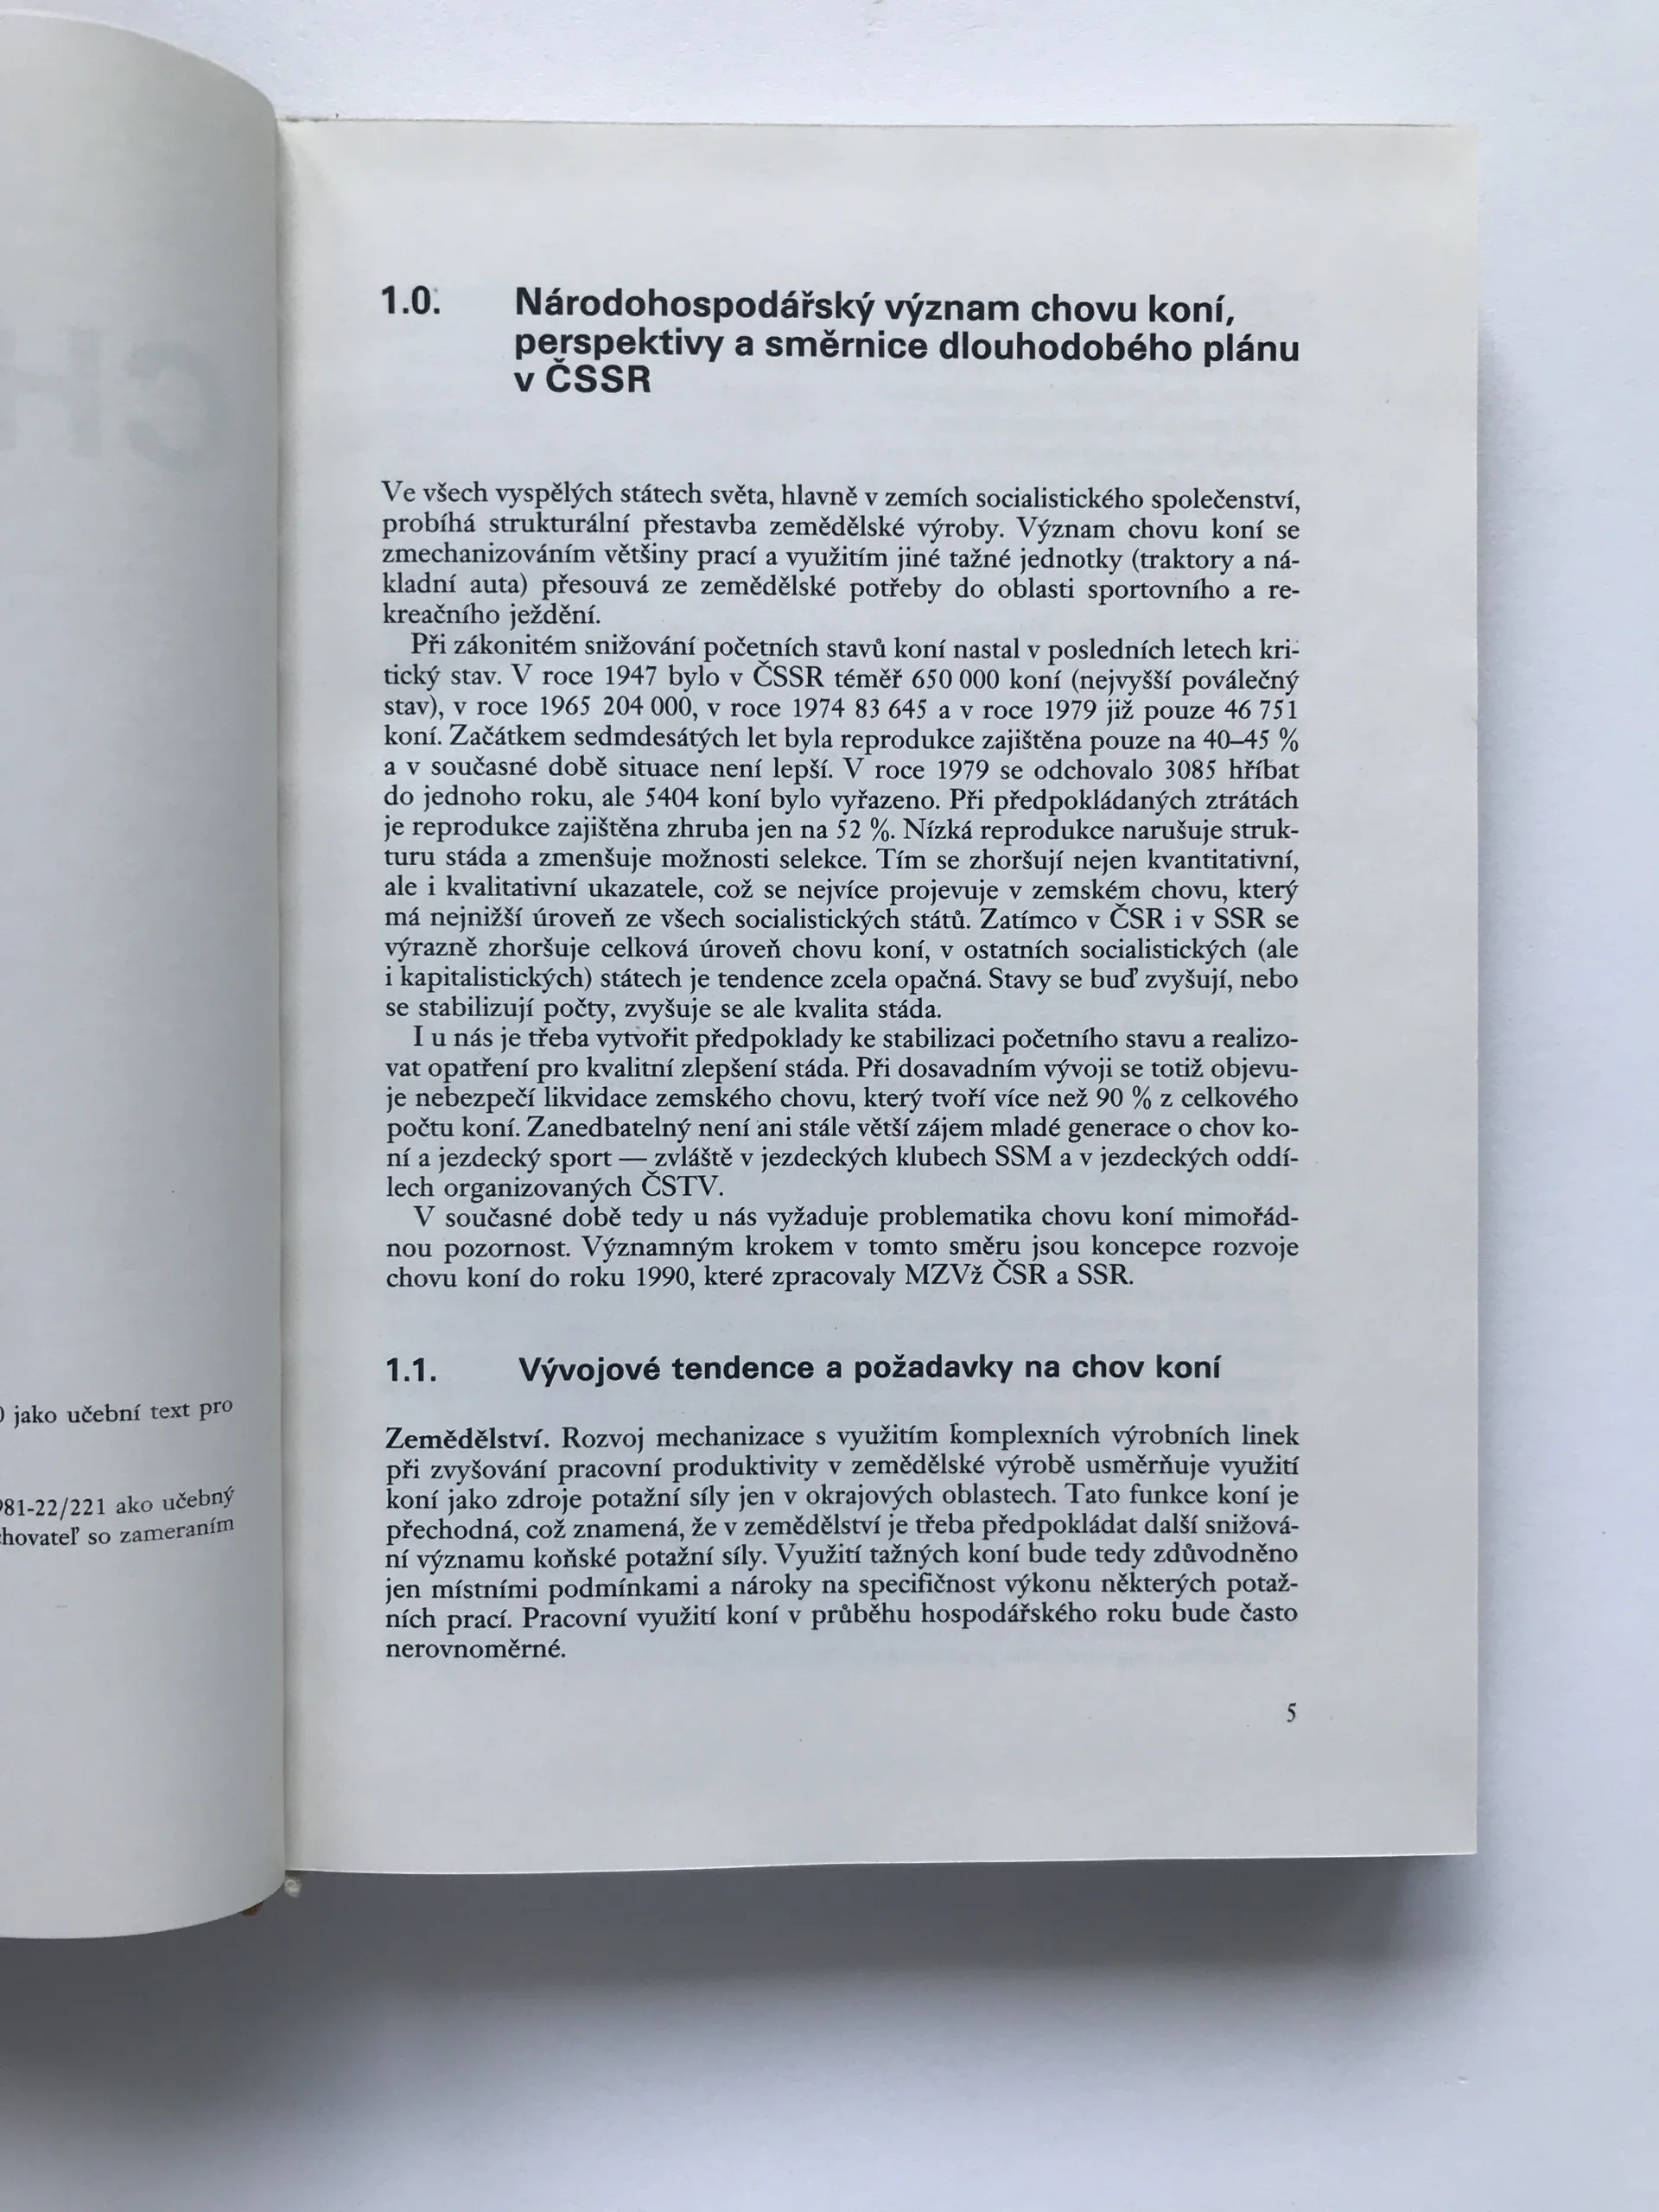 ) jako učební text pro
981-22/221 ako učebný
chovateľ so zameraním
1.0. Národohospodářský význam chovu koní,
perspektivy a směrnice dlouhodobého plánu
v ČSSR
Ve všech vyspělých státech světa, hlavně v zemích socialistického společenství,
probíhá strukturální přestavba zemědělské výroby. Význam chovu koní se
zmechanizováním většiny prací a využitím jiné tažné jednotky (traktory a ná-
kladní auta) přesouvá ze zemědělské potřeby do oblasti sportovního a re-
kreačního ježdění.
Při zákonitém snižování početních stavů koní nastal v posledních letech kri-
tický stav. V roce 1947 bylo v ČSSR téměř 650 000 koní (nejvyšší poválečný
stav), v roce 1965 204 000, v roce 1974 83 645 a v roce 1979 již pouze 46 751
koní. Začátkem sedmdesátých let byla reprodukce zajištěna pouze na 40–45 %
a v současné době situace není lepší. V roce 1979 se odchovalo 3085 hříbat
do jednoho roku, ale 5404 koní bylo vyřazeno. Při předpokládaných ztrátách
je reprodukce zajištěna zhruba jen na 52 %. Nízká reprodukce narušuje struk-
turu stáda a zmenšuje možnosti selekce. Tím se zhoršují nejen kvantitativní,
ale i kvalitativní ukazatele, což se nejvíce projevuje v zemském chovu, který
má nejnižší úroveň ze všech socialistických států. Zatímco v ČSR i v SSR se
výrazně zhoršuje celková úroveň chovu koní, v ostatních socialistických (ale
i kapitalistických) státech je tendence zcela opačná. Stavy se buď zvyšují, nebo
se stabilizují počty, zvyšuje se ale kvalita stáda.
I u nás je třeba vytvořit předpoklady ke stabilizaci početního stavu a realizo-
vat opatření pro kvalitní zlepšení stáda. Při dosavadním vývoji se totiž objevu-
je nebezpečí likvidace zemského chovu, který tvoří více než 90 % z celkového
počtu koní. Zanedbatelný není ani stále větší zájem mladé generace o chov ko-
ní a jezdecký sport — zvláště v jezdeckých klubech SSM a v jezdeckých oddí-
lech organizovaných ČSTV.
V současné době tedy u nás vyžaduje problematika chovu koní mimořád-
nou pozornost. Významným krokem v tomto směru jsou koncepce rozvoje
chovu koní do roku 1990, které zpracovaly MZVž ČSR a SSR.
1.1. Vývojové tendence a požadavky na chov koní
Zemědělství. Rozvoj mechanizace s využitím komplexních výrobních linek
při zvyšování pracovní produktivity v zemědělské výrobě usměrňuje využití
koní jako zdroje potažní síly jen v okrajových oblastech. Tato funkce koní je
přechodná, což znamená, že v zemědělství je třeba předpokládat další snižová-
ní významu koňské potažní síly. Využití tažných koní bude tedy zdůvodněno
jen místními podmínkami a nároky na specifičnost výkonu některých potaž-
ních prací. Pracovní využití koní v průběhu hospodářského roku bude často
nerovnoměrné.
5